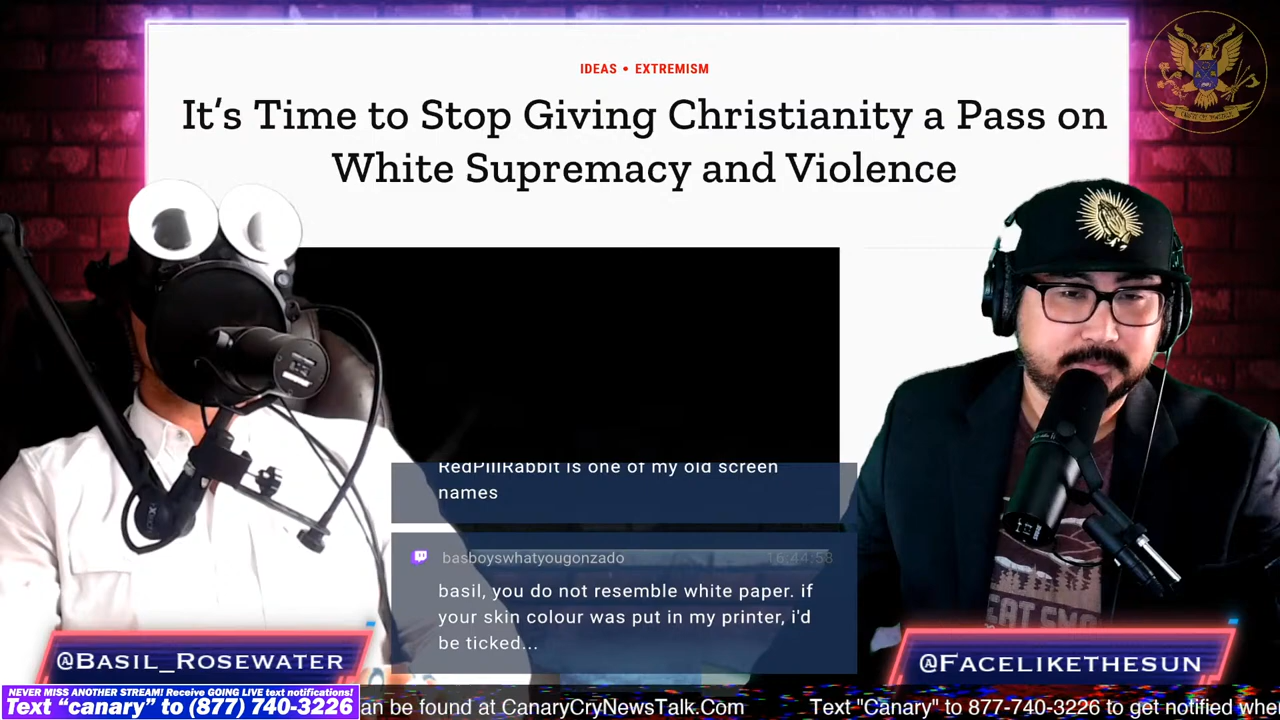 IDEAS • EXTREMISM
It's Time to Stop Giving Christianity a Pass on
White Supremacy and Violence
RedPillRabbit is one of my old screen
names
basboyswhatyougonzado 16:44:53
basil, you do not resemble white paper. if
your skin colour was put in my printer, i'd
be ticked...
@BASIL_ROSEWATER
@FACELIKETHESUN
NEVER MISS ANOTHER STREAM! Receive GOING LIVE text notifications!
Text "canary" to (877) 740-3226
an be found at CanaryCryNewsTalk.Com Text "Canary" to 877-740-3226 to get notified whe